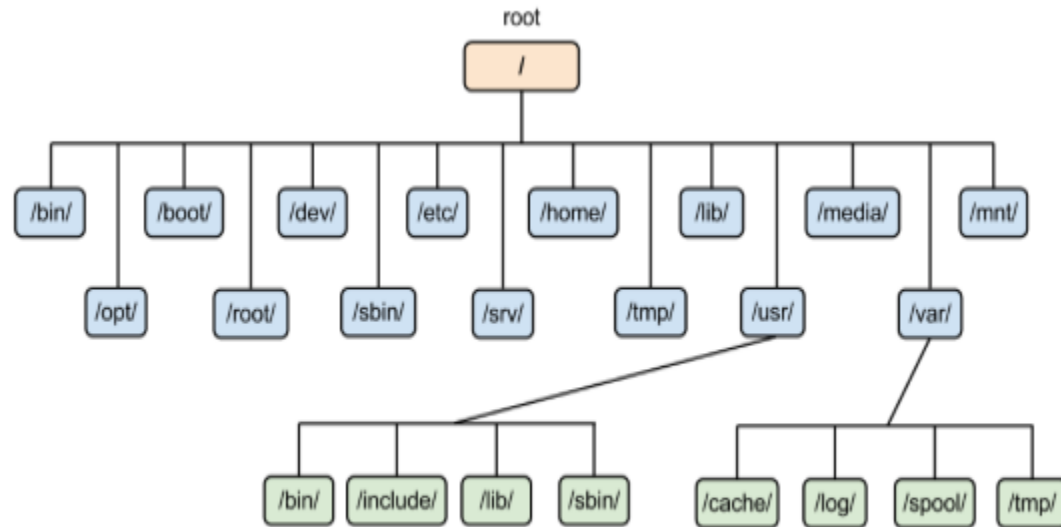 root
/
/bin/ /boot/ /dev/ /etc/ /home/ /lib/ /media/ /mnt/
/opt/ /root/ /sbin/ /srv/ /tmp/ /usr/ /var/
/bin/ /include/ /lib/ /sbin/ /cache/ /log/ /spool/ /tmp/